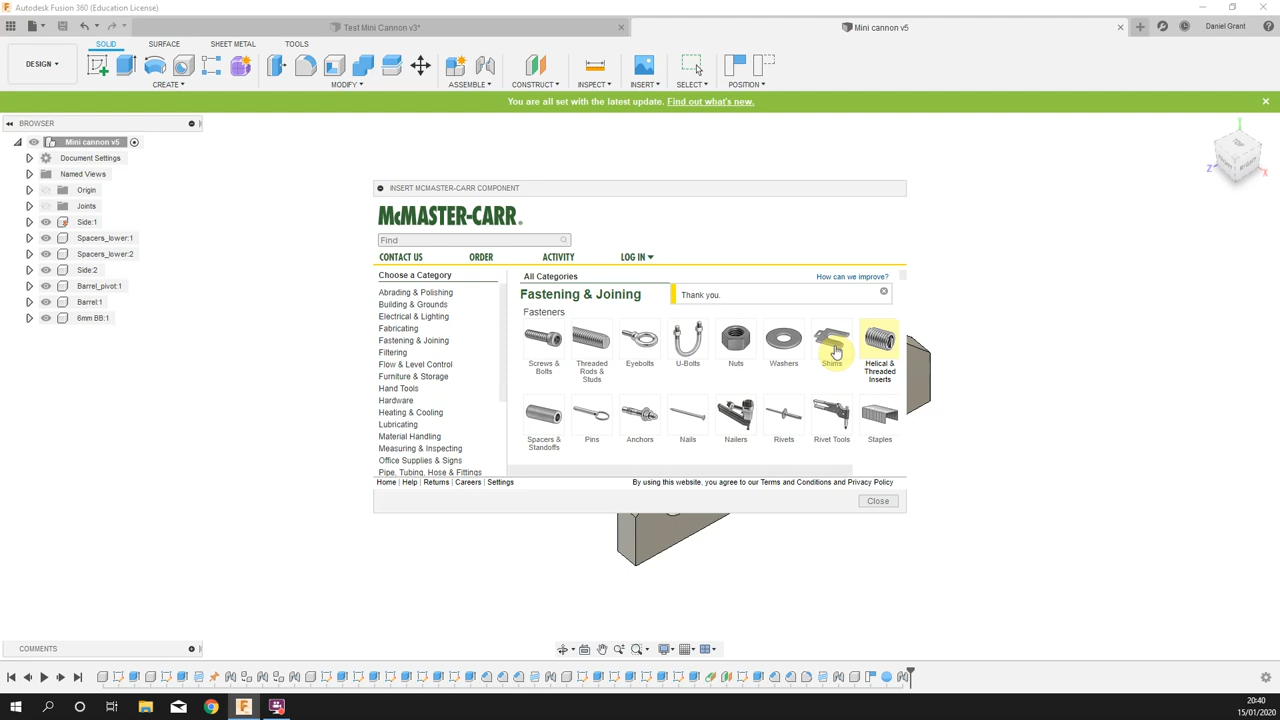 Autodesk Fusion 360 (Education License)
Test Mini Cannon v3*
Mini cannon v5
Daniel Grant
SOLID
SURFACE
SHEET METAL
TOOLS
DESIGN
CREATE
MODIFY
ASSEMBLE
CONSTRUCT
INSPECT
INSERT
SELECT
POSITION
You are all set with the latest update. Find out what's new.
BROWSER
Mini cannon v5
Document Settings
Named Views
Origin
Joints
Side:1
Spacers_lower:1
Spacers_lower:2
Side:2
Barrel_pivot:1
Barrel:1
6mm BB:1
INSERT MCMASTER-CARR COMPONENT
McMASTER-CARR®
Find
CONTACT US
ORDER
ACTIVITY
LOG IN
Choose a Category
Abrading & Polishing
Building & Grounds
Electrical & Lighting
Fabricating
Fastening & Joining
Filtering
Flow & Level Control
Furniture & Storage
Hand Tools
Hardware
Heating & Cooling
Lubricating
Material Handling
Measuring & Inspecting
Office Supplies & Signs
Pipe, Tubing, Hose & Fittings
All Categories
How can we improve?
Fastening & Joining
Thank you.
Fasteners
Screws & Bolts
Threaded Rods & Studs
Eyebolts
U-Bolts
Nuts
Washers
Shims
Helical & Threaded Inserts
Spacers & Standoffs
Pins
Anchors
Nails
Nailers
Rivets
Rivet Tools
Staples
Home | Help | Returns | Careers | Settings
By using this website, you agree to our Terms and Conditions and Privacy Policy
Close
TOP
RIGHT
Z
X
COMMENTS
20:40
15/01/2020